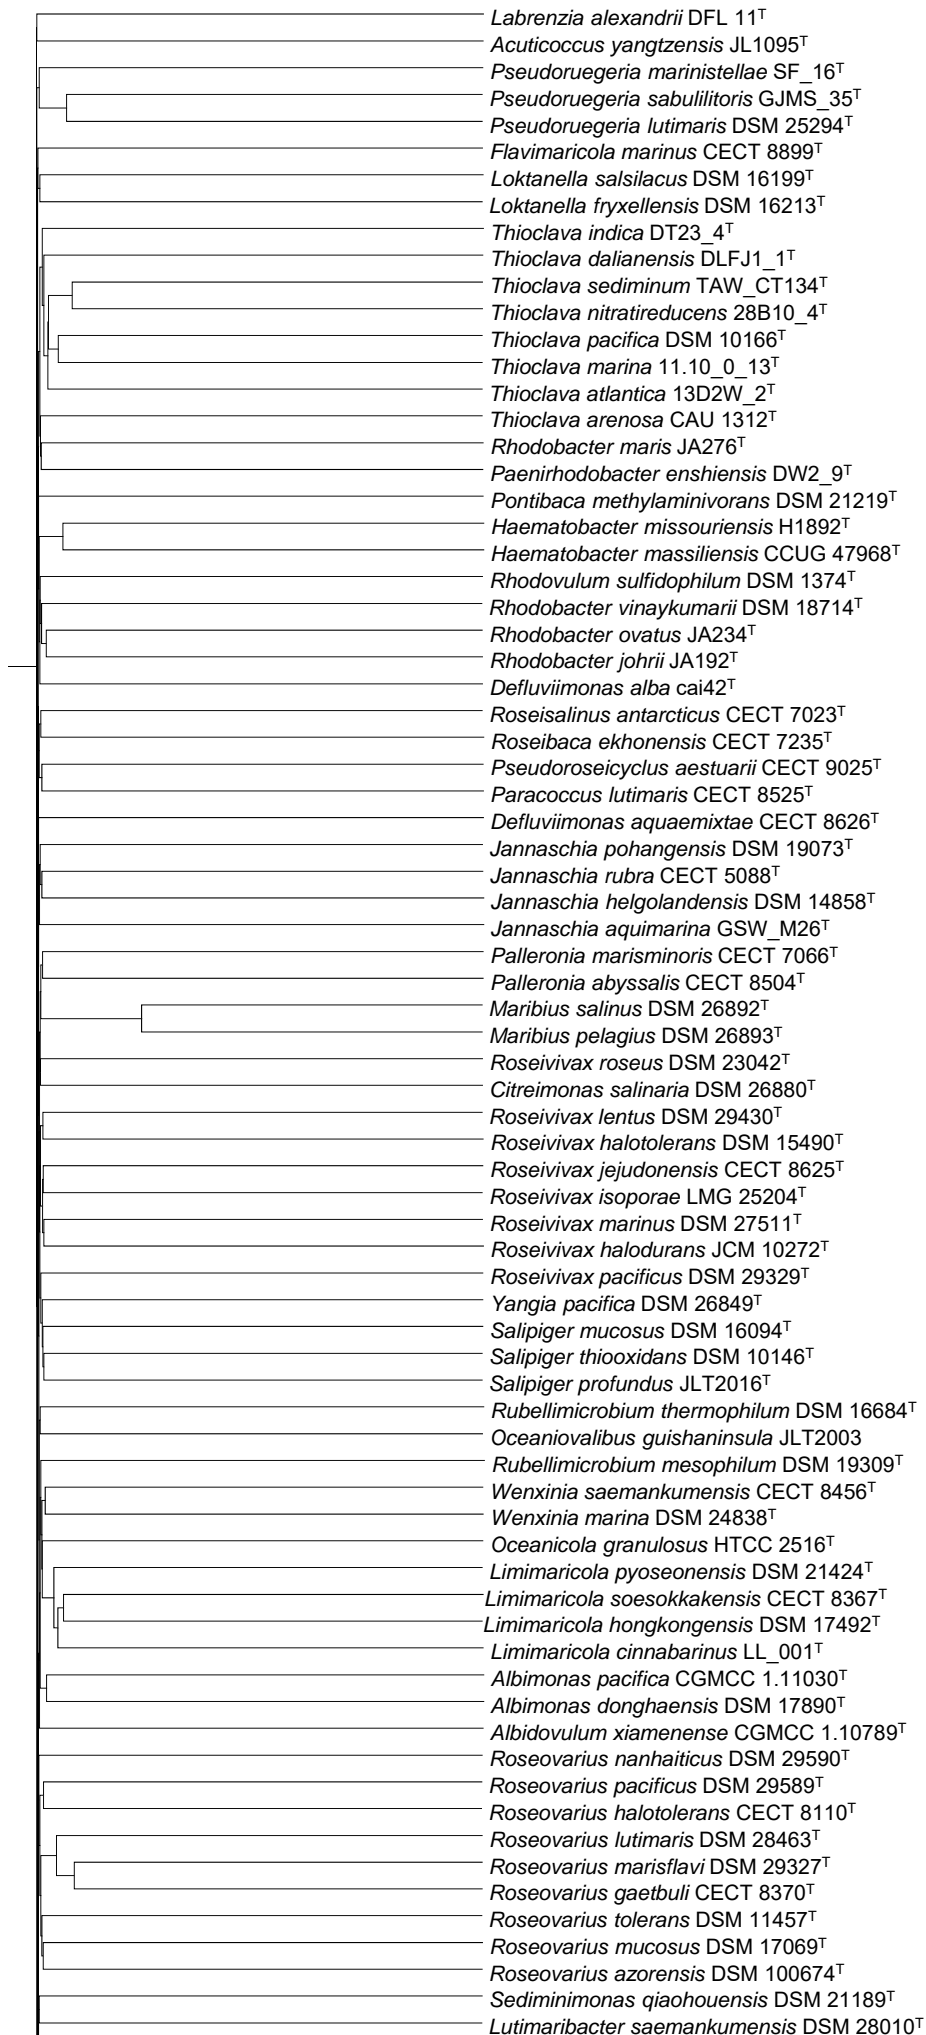 Labrenzia alexandrii DFL 11ᵀ
Acuticoccus yangtzensis JL1095ᵀ
Pseudoruegeria marinistellae SF_16ᵀ
Pseudoruegeria sabulilitoris GJMS_35ᵀ
Pseudoruegeria lutimaris DSM 25294ᵀ
Flavimaricola marinus CECT 8899ᵀ
Loktanella salsilacus DSM 16199ᵀ
Loktanella fryxellensis DSM 16213ᵀ
Thioclava indica DT23_4ᵀ
Thioclava dalianensis DLFJ1_1ᵀ
Thioclava sediminum TAW_CT134ᵀ
Thioclava nitratireducens 28B10_4ᵀ
Thioclava pacifica DSM 10166ᵀ
Thioclava marina 11.10_0_13ᵀ
Thioclava atlantica 13D2W_2ᵀ
Thioclava arenosa CAU 1312ᵀ
Rhodobacter maris JA276ᵀ
Paenirhodobacter enshiensis DW2_9ᵀ
Pontibaca methylaminivorans DSM 21219ᵀ
Haematobacter missouriensis H1892ᵀ
Haematobacter massiliensis CCUG 47968ᵀ
Rhodovulum sulfidophilum DSM 1374ᵀ
Rhodobacter vinaykumarii DSM 18714ᵀ
Rhodobacter ovatus JA234ᵀ
Rhodobacter johrii JA192ᵀ
Defluviimonas alba cai42ᵀ
Roseisalinus antarcticus CECT 7023ᵀ
Roseibaca ekhonensis CECT 7235ᵀ
Pseudoroseicyclus aestuarii CECT 9025ᵀ
Paracoccus lutimaris CECT 8525ᵀ
Defluviimonas aquaemixtae CECT 8626ᵀ
Jannaschia pohangensis DSM 19073ᵀ
Jannaschia rubra CECT 5088ᵀ
Jannaschia helgolandensis DSM 14858ᵀ
Jannaschia aquimarina GSW_M26ᵀ
Palleronia marisminoris CECT 7066ᵀ
Palleronia abyssalis CECT 8504ᵀ
Maribius salinus DSM 26892ᵀ
Maribius pelagius DSM 26893ᵀ
Roseivivax roseus DSM 23042ᵀ
Citreimonas salinaria DSM 26880ᵀ
Roseivivax lentus DSM 29430ᵀ
Roseivivax halotolerans DSM 15490ᵀ
Roseivivax jejudonensis CECT 8625ᵀ
Roseivivax isoporae LMG 25204ᵀ
Roseivivax marinus DSM 27511ᵀ
Roseivivax halodurans JCM 10272ᵀ
Roseivivax pacificus DSM 29329ᵀ
Yangia pacifica DSM 26849ᵀ
Salipiger mucosus DSM 16094ᵀ
Salipiger thiooxidans DSM 10146ᵀ
Salipiger profundus JLT2016ᵀ
Rubellimicrobium thermophilum DSM 16684ᵀ
Oceaniovalibus guishaninsula JLT2003
Rubellimicrobium mesophilum DSM 19309ᵀ
Wenxinia saemankumensis CECT 8456ᵀ
Wenxinia marina DSM 24838ᵀ
Oceanicola granulosus HTCC 2516ᵀ
Limimaricola pyoseonensis DSM 21424ᵀ
Limimaricola soesokkakensis CECT 8367ᵀ
Limimaricola hongkongensis DSM 17492ᵀ
Limimaricola cinnabarinus LL_001ᵀ
Albimonas pacifica CGMCC 1.11030ᵀ
Albimonas donghaensis DSM 17890ᵀ
Albidovulum xiamenense CGMCC 1.10789ᵀ
Roseovarius nanhaiticus DSM 29590ᵀ
Roseovarius pacificus DSM 29589ᵀ
Roseovarius halotolerans CECT 8110ᵀ
Roseovarius lutimaris DSM 28463ᵀ
Roseovarius marisflavi DSM 29327ᵀ
Roseovarius gaetbuli CECT 8370ᵀ
Roseovarius tolerans DSM 11457ᵀ
Roseovarius mucosus DSM 17069ᵀ
Roseovarius azorensis DSM 100674ᵀ
Sediminimonas qiaohouensis DSM 21189ᵀ
Lutimaribacter saemankumensis DSM 28010ᵀ